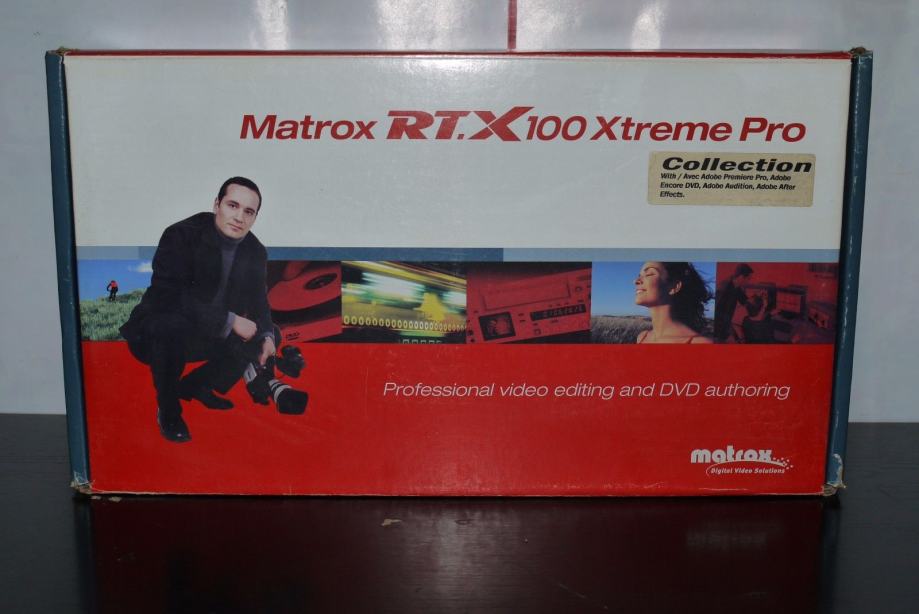 Matrox RT.X100 Xtreme Pro
Collection
With / Avec Adobe Premiere Pro, Adobe
Encore DVD, Adobe Audition, Adobe After
Effects.
DVD
Professional video editing and DVD authoring
matrox
Digital Video Solutions